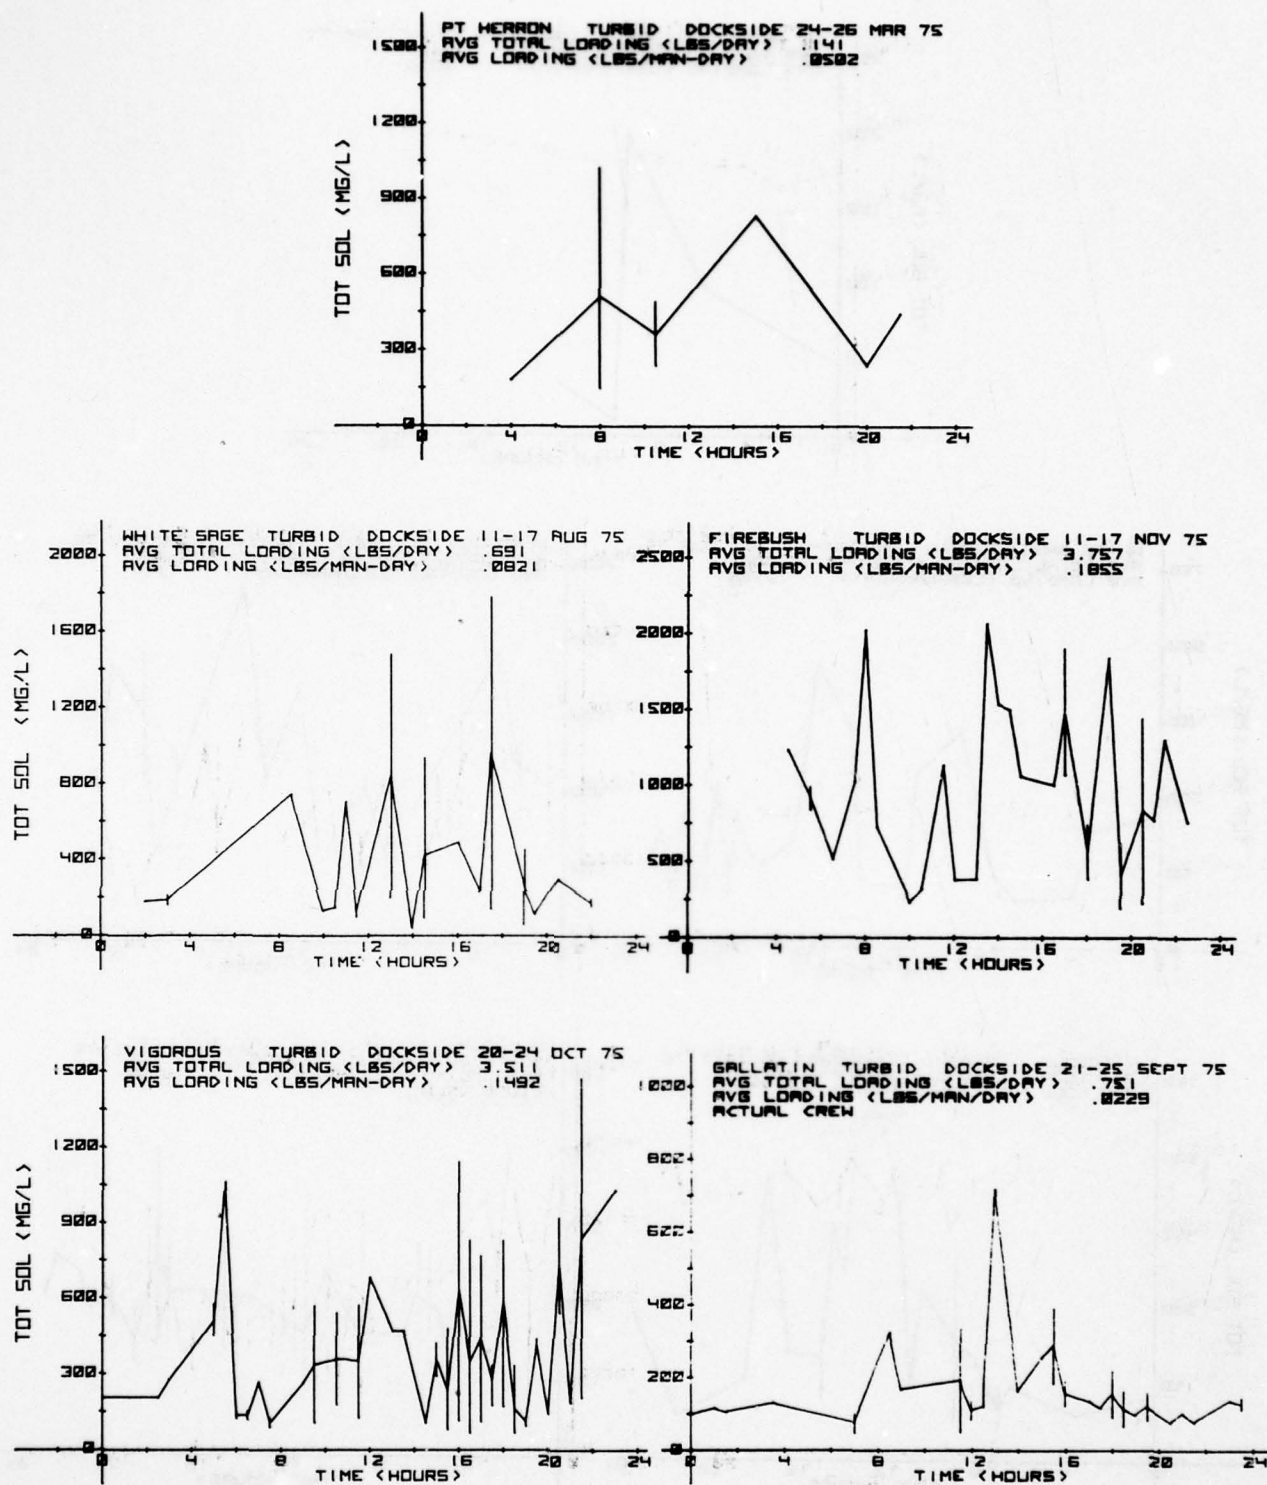 PT HERRON TURBID DOCKSIDE 24-26 MAR 75
AVG TOTAL LOADING <LBS/DAY> .141
AVG LOADING <LBS/MAN-DAY> .0502
1500
1200
900
600
300
0
TOT SOL <MG/L>
0 4 8 12 16 20 24
TIME <HOURS>
WHITE SAGE TURBID DOCKSIDE 11-17 AUG 75
AVG TOTAL LOADING <LBS/DAY> .691
AVG LOADING <LBS/MAN-DAY> .0821
2000
1600
1200
800
400
0
TOT SOL <MG/L>
0 4 8 12 16 20 24
TIME <HOURS>
FIREBUSH TURBID DOCKSIDE 11-17 NOV 75
AVG TOTAL LOADING <LBS/DAY> 3.757
AVG LOADING <LBS/MAN-DAY> .1855
2500
2000
1500
1000
500
0
0 4 8 12 16 20 24
TIME <HOURS>
VIGOROUS TURBID DOCKSIDE 20-24 OCT 75
AVG TOTAL LOADING <LBS/DAY> 3.511
AVG LOADING <LBS/MAN-DAY> .1492
1500
1200
900
600
300
0
TOT SOL <MG/L>
0 4 8 12 16 20 24
TIME <HOURS>
GALLATIN TURBID DOCKSIDE 21-25 SEPT 75
AVG TOTAL LOADING <LBS/DAY> .751
AVG LOADING <LBS/MAN/DAY> .0229
ACTUAL CREW
1000
800
600
400
200
0
0 4 8 12 16 20 24
TIME <HOURS>